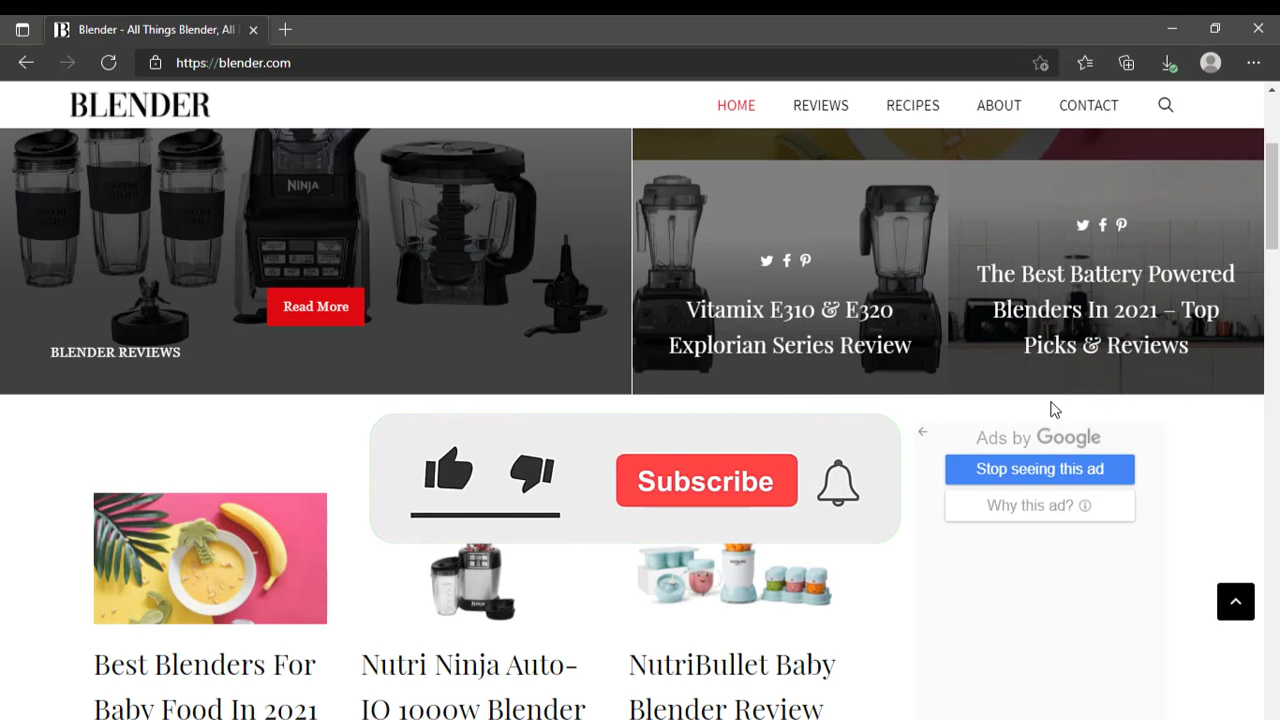 Blender - All Things Blender, All
https://blender.com
BLENDER
HOME
REVIEWS
RECIPES
ABOUT
CONTACT
NINJA
Read More
BLENDER REVIEWS
Vitamix E310 & E320
Explorian Series Review
The Best Battery Powered
Blenders In 2021 – Top
Picks & Reviews
Subscribe
Ads by Google
Stop seeing this ad
Why this ad?
Best Blenders For
Baby Food In 2021
Nutri Ninja Auto-
IQ 1000w Blender
NutriBullet Baby
Blender Review